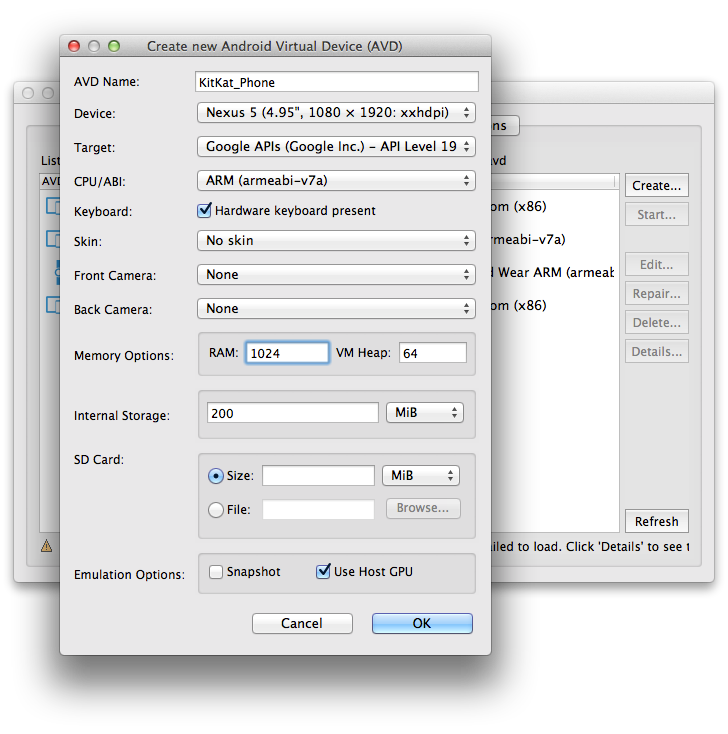 Create new Android Virtual Device (AVD)
AVD Name: KitKat_Phone
Device: Nexus 5 (4.95", 1080 × 1920: xxhdpi)
Target: Google APIs (Google Inc.) – API Level 19
CPU/ABI: ARM (armeabi-v7a)
Keyboard: Hardware keyboard present
Skin: No skin
Front Camera: None
Back Camera: None
Memory Options: RAM: 1024 VM Heap: 64
Internal Storage: 200 MiB
SD Card:
Size: MiB
File: Browse...
Emulation Options: Snapshot Use Host GPU
Cancel OK
ns
List
vd
AVD
om (x86)
meabi-v7a)
d Wear ARM (armeab
om (x86)
Create...
Start...
Edit...
Repair...
Delete...
Details...
Refresh
ailed to load. Click 'Details' to see t